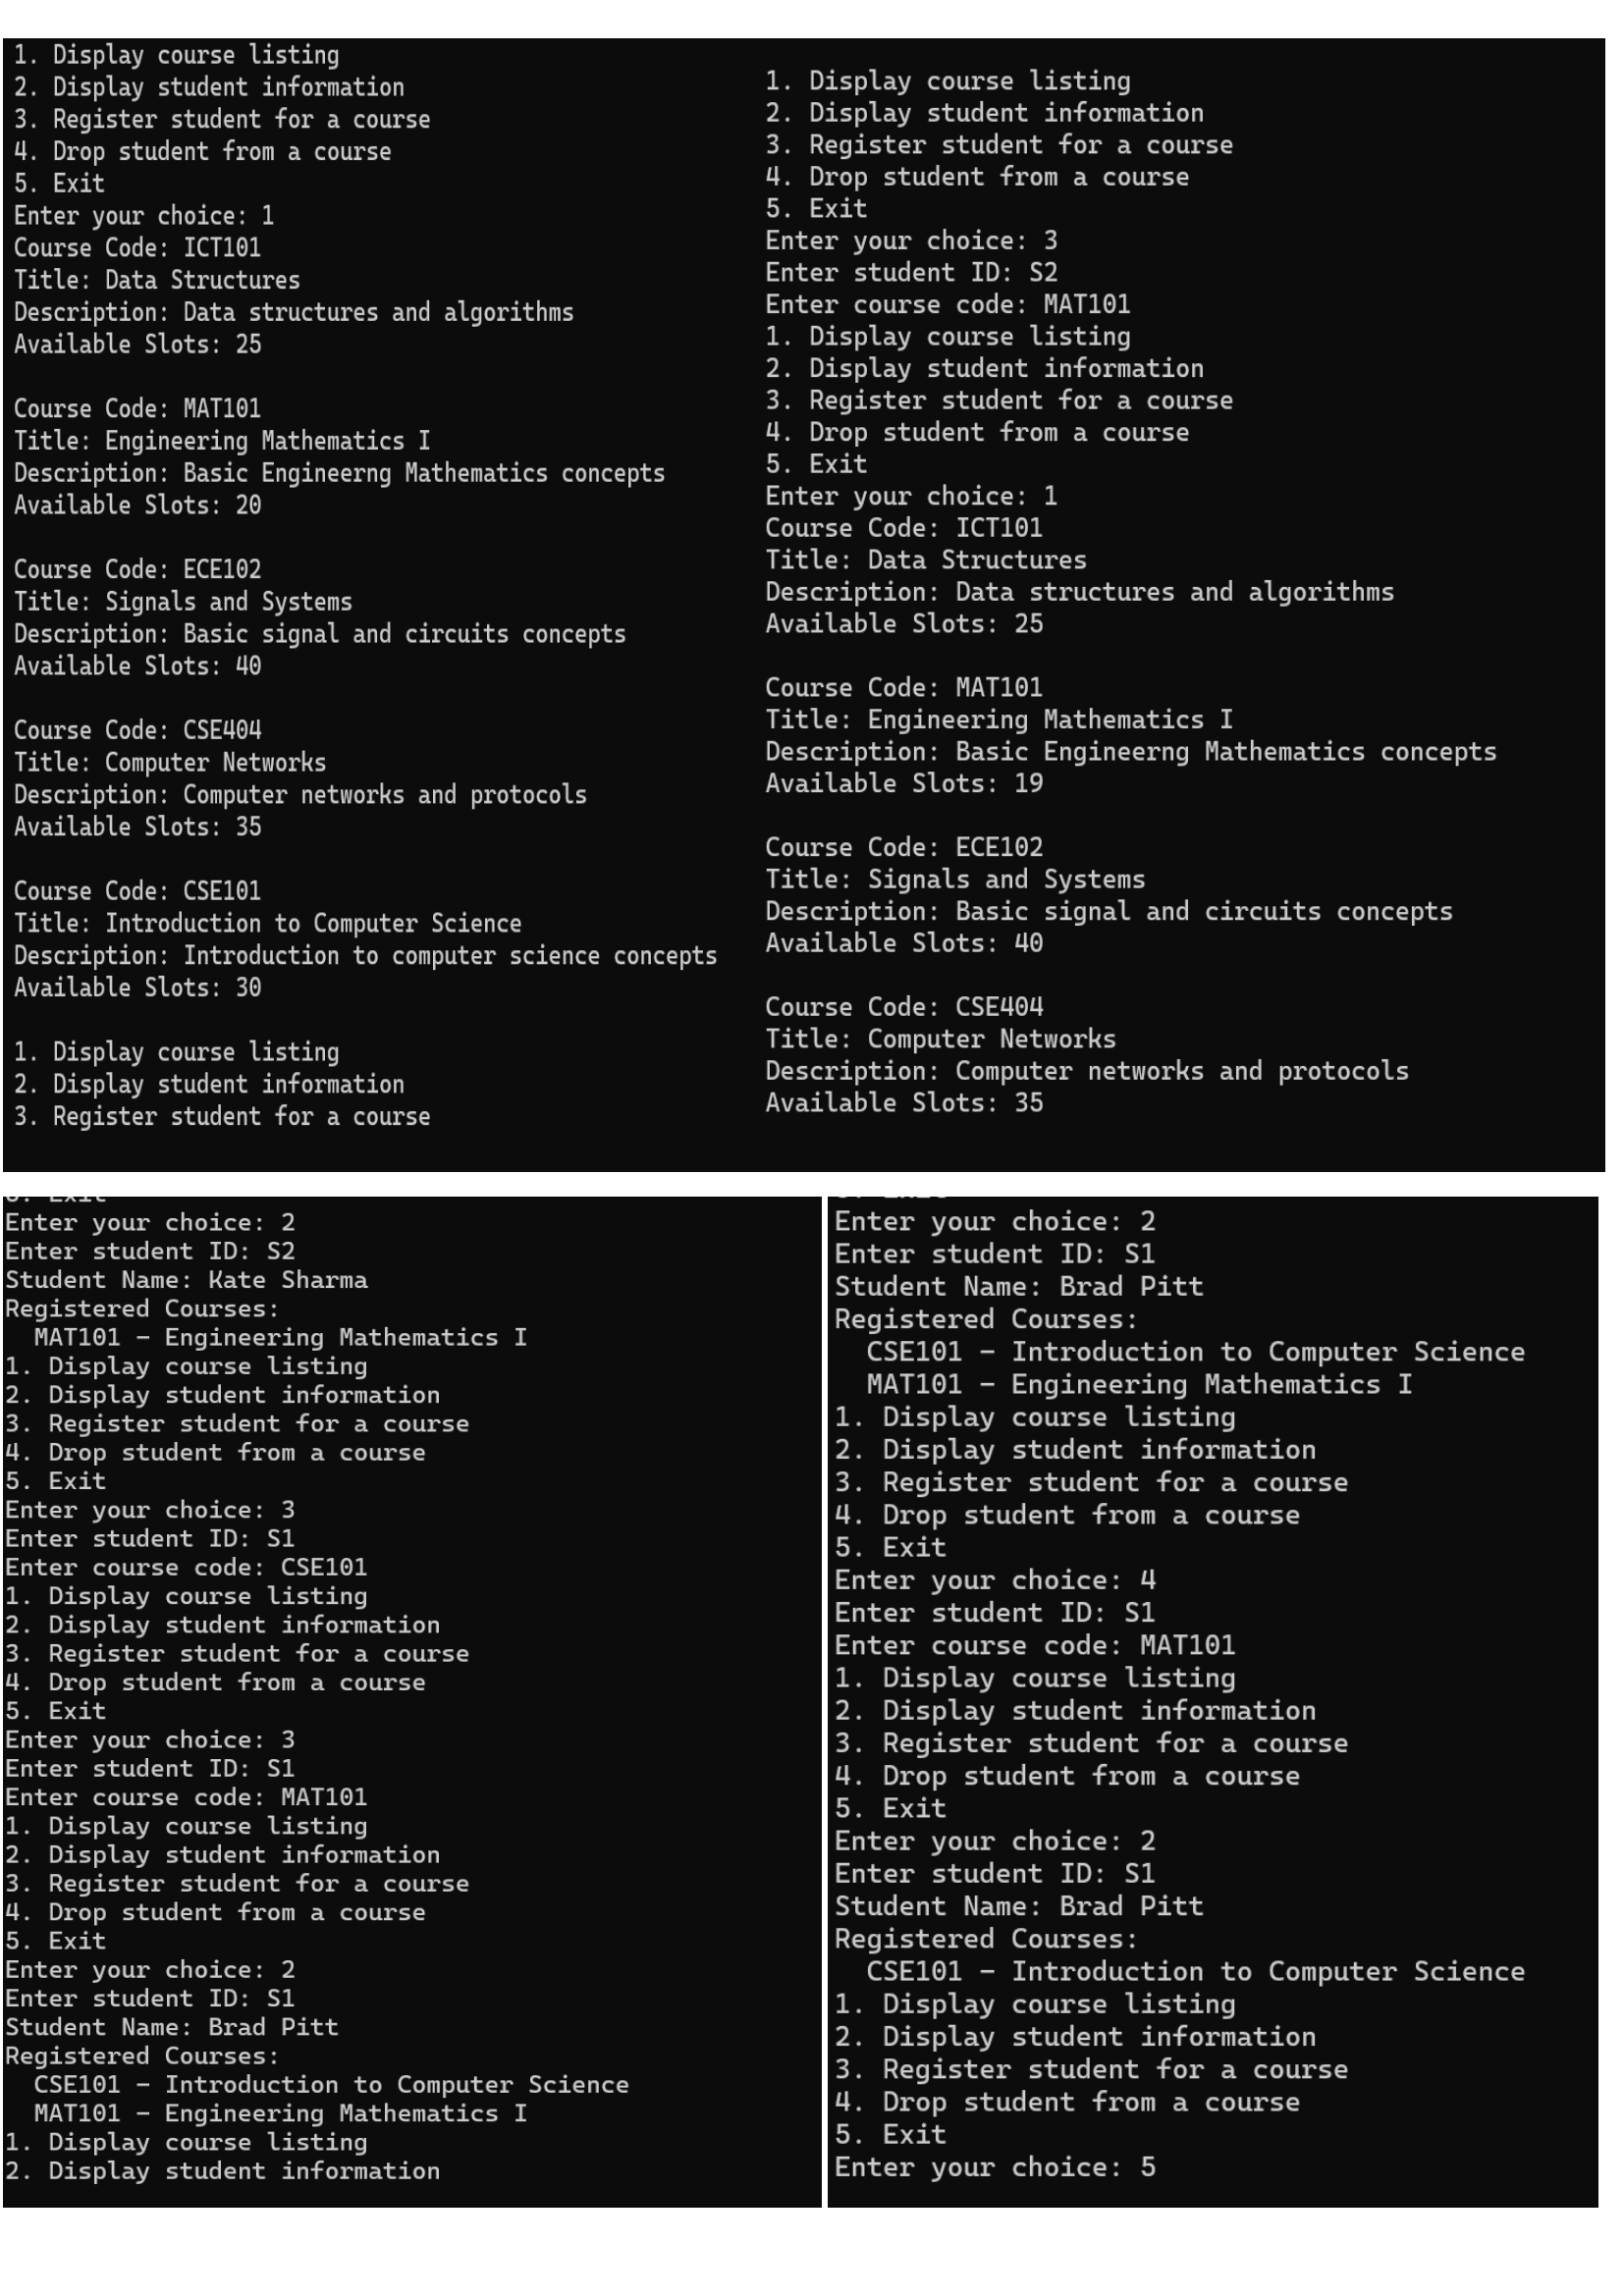 1. Display course listing
2. Display student information
3. Register student for a course
4. Drop student from a course
5. Exit
Enter your choice: 1
Course Code: ICT101
Title: Data Structures
Description: Data structures and algorithms
Available Slots: 25
Course Code: MAT101
Title: Engineering Mathematics I
Description: Basic Engineerng Mathematics concepts
Available Slots: 20
Course Code: ECE102
Title: Signals and Systems
Description: Basic signal and circuits concepts
Available Slots: 40
Course Code: CSE404
Title: Computer Networks
Description: Computer networks and protocols
Available Slots: 35
Course Code: CSE101
Title: Introduction to Computer Science
Description: Introduction to computer science concepts
Available Slots: 30
1. Display course listing
2. Display student information
3. Register student for a course
1. Display course listing
2. Display student information
3. Register student for a course
4. Drop student from a course
5. Exit
Enter your choice: 3
Enter student ID: S2
Enter course code: MAT101
1. Display course listing
2. Display student information
3. Register student for a course
4. Drop student from a course
5. Exit
Enter your choice: 1
Course Code: ICT101
Title: Data Structures
Description: Data structures and algorithms
Available Slots: 25
Course Code: MAT101
Title: Engineering Mathematics I
Description: Basic Engineerng Mathematics concepts
Available Slots: 19
Course Code: ECE102
Title: Signals and Systems
Description: Basic signal and circuits concepts
Available Slots: 40
Course Code: CSE404
Title: Computer Networks
Description: Computer networks and protocols
Available Slots: 35
Enter your choice: 2
Enter student ID: S2
Student Name: Kate Sharma
Registered Courses:
MAT101 - Engineering Mathematics I
1. Display course listing
2. Display student information
3. Register student for a course
4. Drop student from a course
5. Exit
Enter your choice: 3
Enter student ID: S1
Enter course code: CSE101
1. Display course listing
2. Display student information
3. Register student for a course
4. Drop student from a course
5. Exit
Enter your choice: 3
Enter student ID: S1
Enter course code: MAT101
1. Display course listing
2. Display student information
3. Register student for a course
4. Drop student from a course
5. Exit
Enter your choice: 2
Enter student ID: S1
Student Name: Brad Pitt
Registered Courses:
CSE101 - Introduction to Computer Science
MAT101 - Engineering Mathematics I
1. Display course listing
2. Display student information
Enter your choice: 2
Enter student ID: S1
Student Name: Brad Pitt
Registered Courses:
CSE101 - Introduction to Computer Science
MAT101 - Engineering Mathematics I
1. Display course listing
2. Display student information
3. Register student for a course
4. Drop student from a course
5. Exit
Enter your choice: 4
Enter student ID: S1
Enter course code: MAT101
1. Display course listing
2. Display student information
3. Register student for a course
4. Drop student from a course
5. Exit
Enter your choice: 2
Enter student ID: S1
Student Name: Brad Pitt
Registered Courses:
CSE101 - Introduction to Computer Science
1. Display course listing
2. Display student information
3. Register student for a course
4. Drop student from a course
5. Exit
Enter your choice: 5